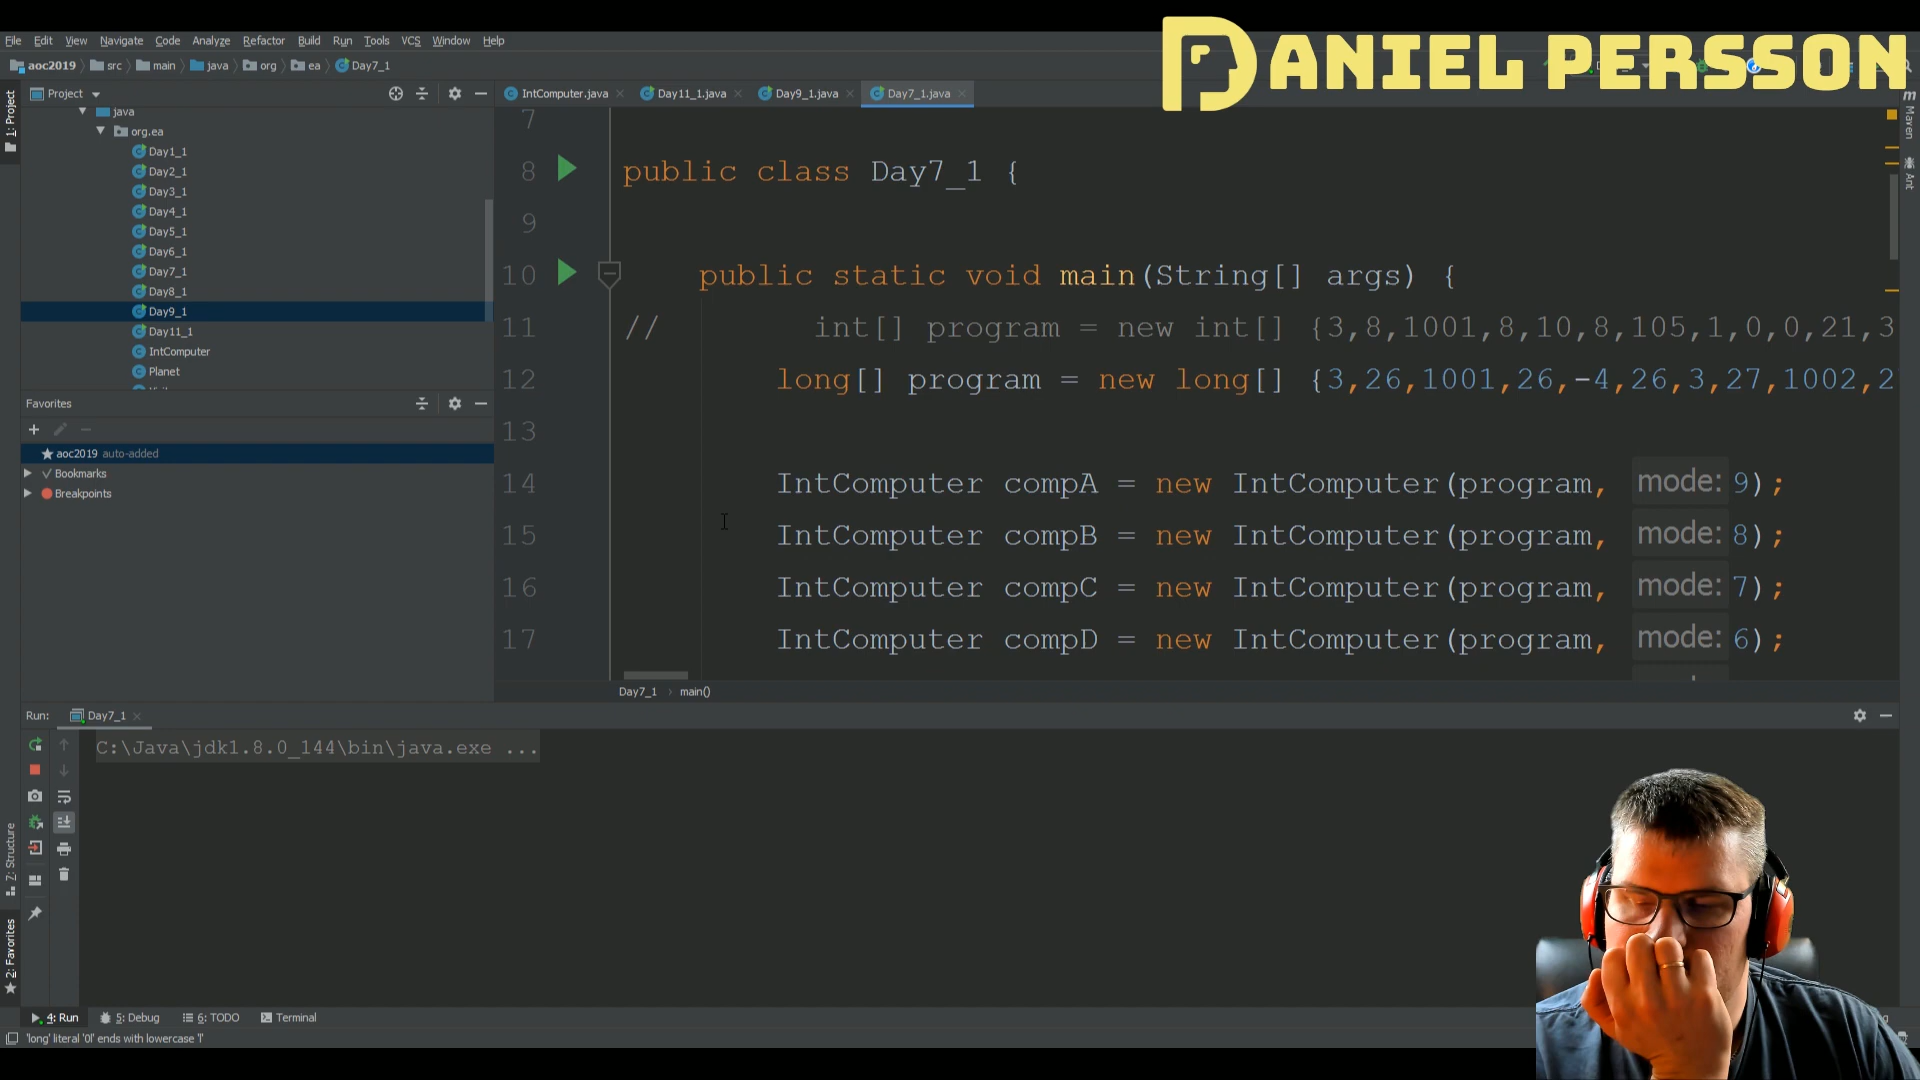 DANIEL PERSSON
File Edit View Navigate Code Analyze Refactor Build Run Tools VCS Window Help
aoc2019 src main java org ea Day7_1
Project
IntComputer.java Day11_1.java Day9_1.java Day7_1.java
1: Project
java
org.ea
Day1_1
Day2_1
Day3_1
Day4_1
Day5_1
Day6_1
Day7_1
Day8_1
Day9_1
Day11_1
IntComputer
Planet
Favorites
aoc2019 auto-added
Bookmarks
Breakpoints
7
8 public class Day7_1 {
9
10 public static void main(String[] args) {
11 // int[] program = new int[] {3,8,1001,8,10,8,105,1,0,0,21,3
12 long[] program = new long[] {3,26,1001,26,-4,26,3,27,1002,2
13
14 IntComputer compA = new IntComputer(program, mode: 9);
15 IntComputer compB = new IntComputer(program, mode: 8);
16 IntComputer compC = new IntComputer(program, mode: 7);
17 IntComputer compD = new IntComputer(program, mode: 6);
Day7_1 main()
Maven
Ant
Run: Day7_1
C:\Java\jdk1.8.0_144\bin\java.exe ...
Z: Structure
2: Favorites
4: Run 5: Debug 6: TODO Terminal
'long' literal '0l' ends with lowercase 'l'